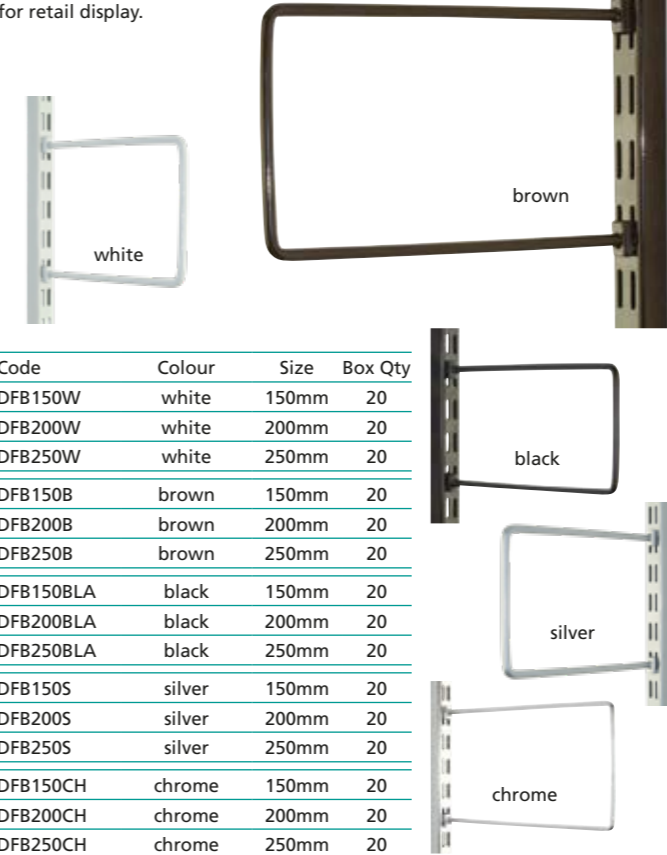 for retail display.
brown
white
Code Colour Size Box Qty
DFB150W white 150mm 20
DFB200W white 200mm 20
DFB250W white 250mm 20
DFB150B brown 150mm 20
DFB200B brown 200mm 20
DFB250B brown 250mm 20
DFB150BLA black 150mm 20
DFB200BLA black 200mm 20
DFB250BLA black 250mm 20
DFB150S silver 150mm 20
DFB200S silver 200mm 20
DFB250S silver 250mm 20
DFB150CH chrome 150mm 20
DFB200CH chrome 200mm 20
DFB250CH chrome 250mm 20
black
silver
chrome